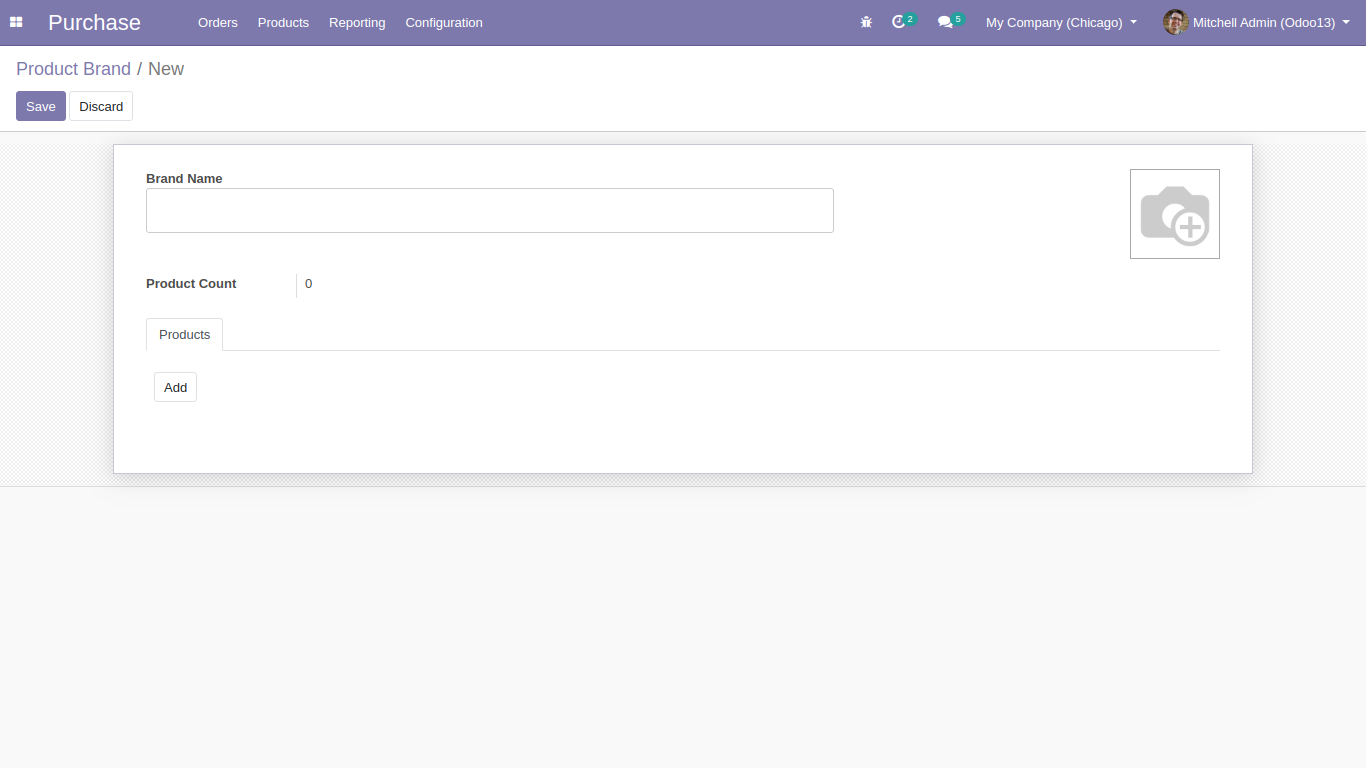 Purchase Orders Products Reporting Configuration 2 5 My Company (Chicago) Mitchell Admin (Odoo13)
Product Brand / New
Save Discard
Brand Name
Product Count 0
Products
Add